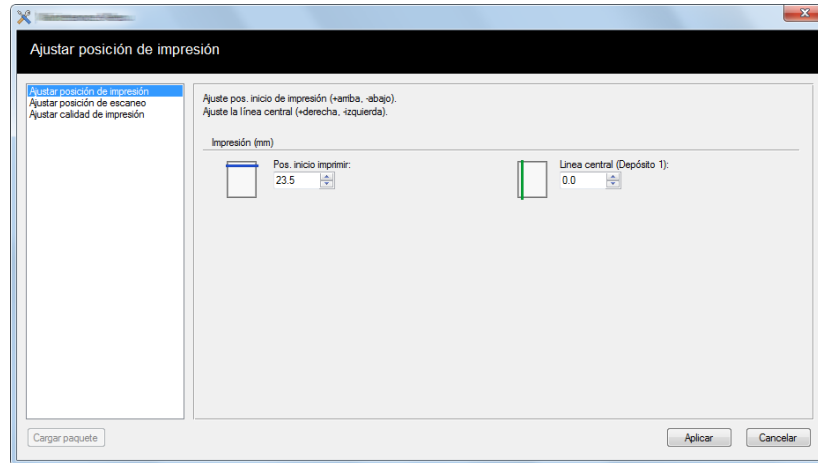 Ajustar posición de impresión
Ajustar posición de impresión
Ajustar posición de escaneo
Ajustar calidad de impresión
Ajuste pos. inicio de impresión (+arriba, -abajo).
Ajuste la línea central (+derecha, -izquierda).
Impresión (mm)
Pos. inicio imprimir:
23.5
Linea central (Depósito 1):
0.0
Cargar paquete
Aplicar
Cancelar